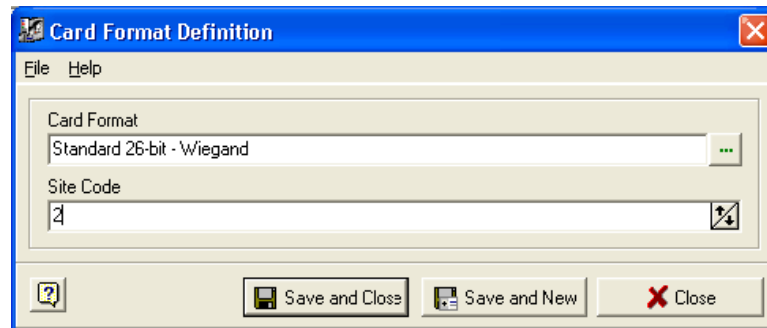 Card Format Definition
File Help
Card Format
Standard 26-bit - Wiegand
...
Site Code
2
Save and Close Save and New Close